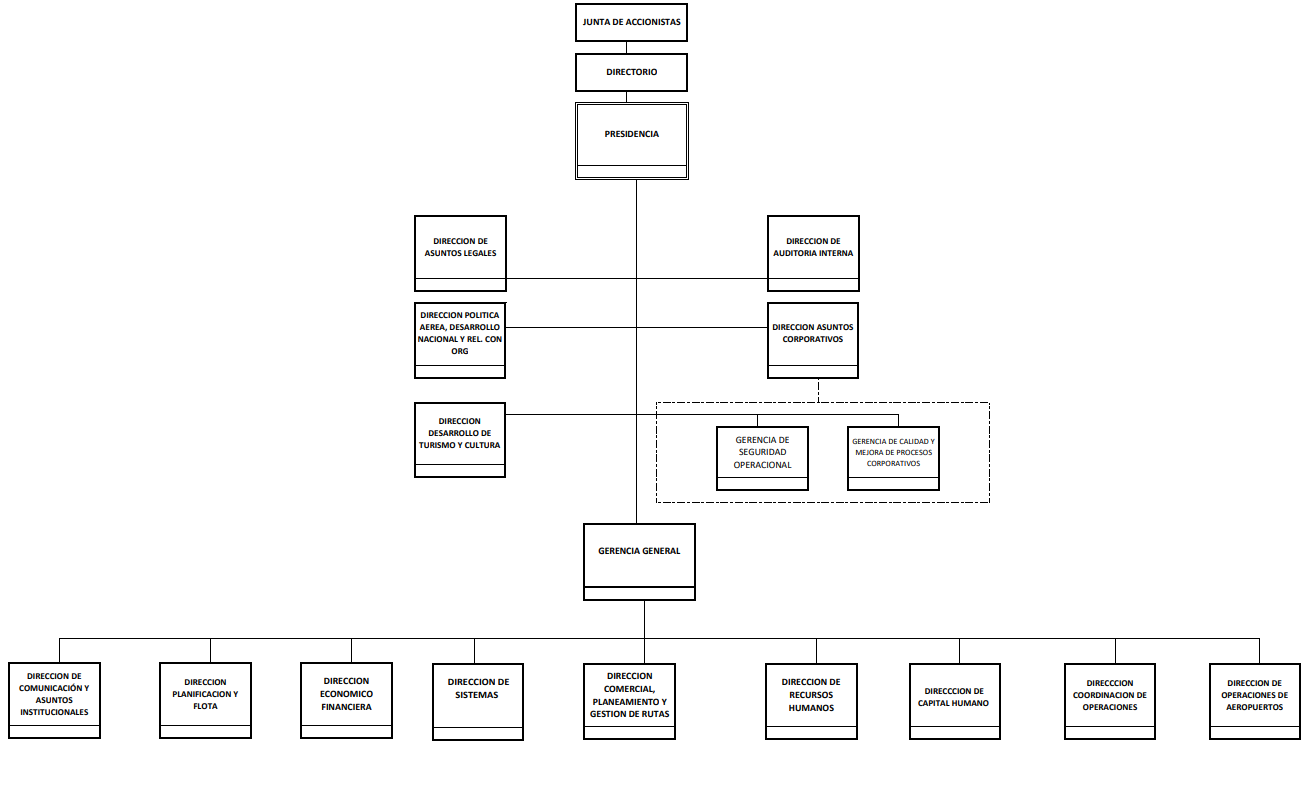 JUNTA DE ACCIONISTAS
DIRECTORIO
PRESIDENCIA
DIRECCION DE
ASUNTOS LEGALES
DIRECCION DE
AUDITORIA INTERNA
DIRECCION POLITICA
AEREA, DESARROLLO
NACIONAL Y REL. CON
ORG
DIRECCION ASUNTOS
CORPORATIVOS
DIRECCION
DESARROLLO DE
TURISMO Y CULTURA
GERENCIA DE
SEGURIDAD
OPERACIONAL
GERENCIA DE CALIDAD Y
MEJORA DE PROCESOS
CORPORATIVOS
GERENCIA GENERAL
DIRECCION DE
COMUNICACIÓN Y
ASUNTOS
INSTITUCIONALES
DIRECCION
PLANIFICACION Y
FLOTA
DIRECCION
ECONOMICO
FINANCIERA
DIRECCION DE
SISTEMAS
DIRECCION
COMERCIAL,
PLANEAMIENTO Y
GESTION DE RUTAS
DIRECCION DE
RECURSOS
HUMANOS
DIRECCCION DE
CAPITAL HUMANO
DIRECCCION
COORDINACION DE
OPERACIONES
DIRECCION DE
OPERACIONES DE
AEROPUERTOS